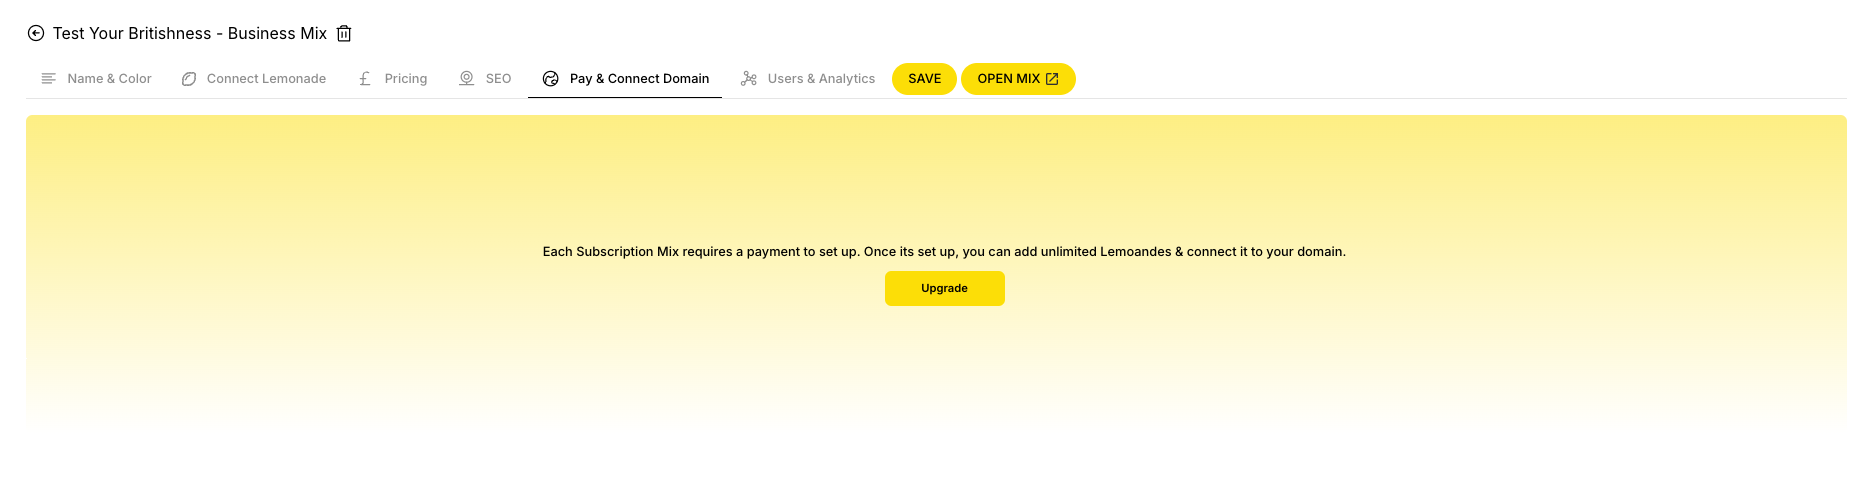 Test Your Britishness - Business Mix
Name & Color Connect Lemonade Pricing SEO Pay & Connect Domain Users & Analytics SAVE OPEN MIX
Each Subscription Mix requires a payment to set up. Once its set up, you can add unlimited Lemoandes & connect it to your domain.
Upgrade